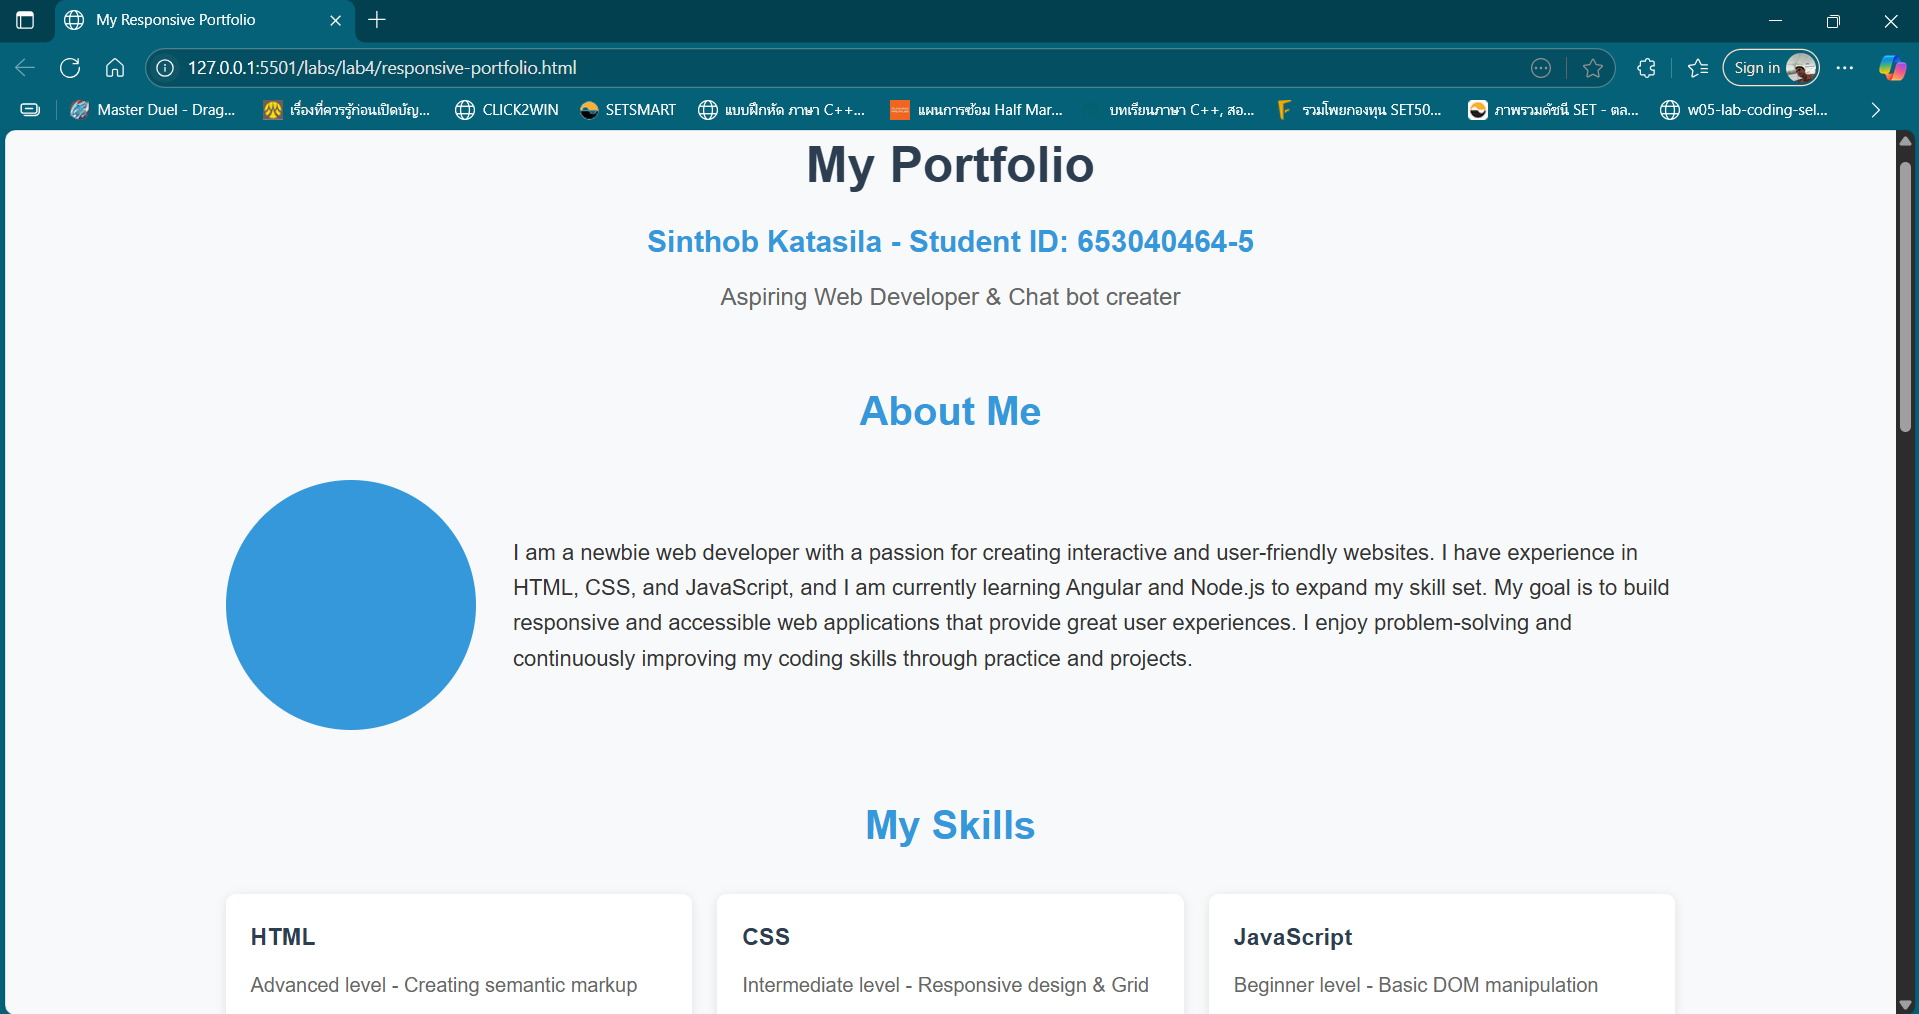 My Responsive Portfolio
127.0.0.1:5501/labs/lab4/responsive-portfolio.html
Sign in
Master Duel - Drag...
เรื่องที่ควรรู้ก่อนเปิดบัญ...
CLICK2WIN
SETSMART
แบบฝึกหัด ภาษา C++...
แผนการซ้อม Half Mar...
บทเรียนภาษา C++, สอ...
รวมโพยกองทุน SET50...
ภาพรวมดัชนี SET - ตล...
w05-lab-coding-sel...
My Portfolio
Sinthob Katasila - Student ID: 653040464-5
Aspiring Web Developer & Chat bot creater
About Me
I am a newbie web developer with a passion for creating interactive and user-friendly websites. I have experience in
HTML, CSS, and JavaScript, and I am currently learning Angular and Node.js to expand my skill set. My goal is to build
responsive and accessible web applications that provide great user experiences. I enjoy problem-solving and
continuously improving my coding skills through practice and projects.
My Skills
HTML
Advanced level - Creating semantic markup
CSS
Intermediate level - Responsive design & Grid
JavaScript
Beginner level - Basic DOM manipulation